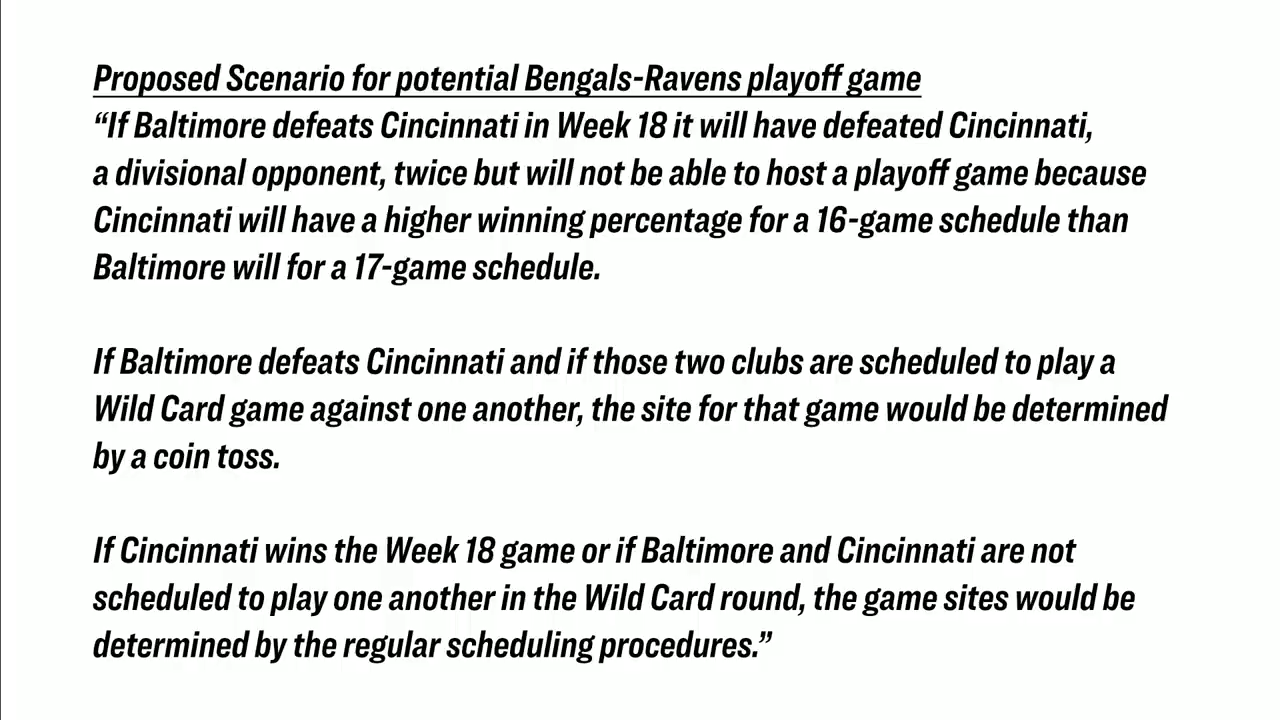 Proposed Scenario for potential Bengals-Ravens playoff game
“If Baltimore defeats Cincinnati in Week 18 it will have defeated Cincinnati,
a divisional opponent, twice but will not be able to host a playoff game because
Cincinnati will have a higher winning percentage for a 16-game schedule than
Baltimore will for a 17-game schedule.
If Baltimore defeats Cincinnati and if those two clubs are scheduled to play a
Wild Card game against one another, the site for that game would be determined
by a coin toss.
If Cincinnati wins the Week 18 game or if Baltimore and Cincinnati are not
scheduled to play one another in the Wild Card round, the game sites would be
determined by the regular scheduling procedures.”